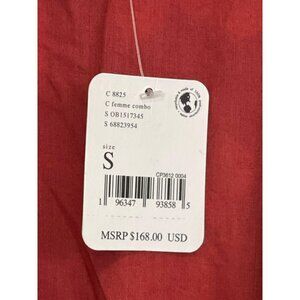 C 8825
C femme combo
S OB1517345
S 68823954
size
S
CP3612 0004
1 96347 93858 5
MSRP $168.00 USD